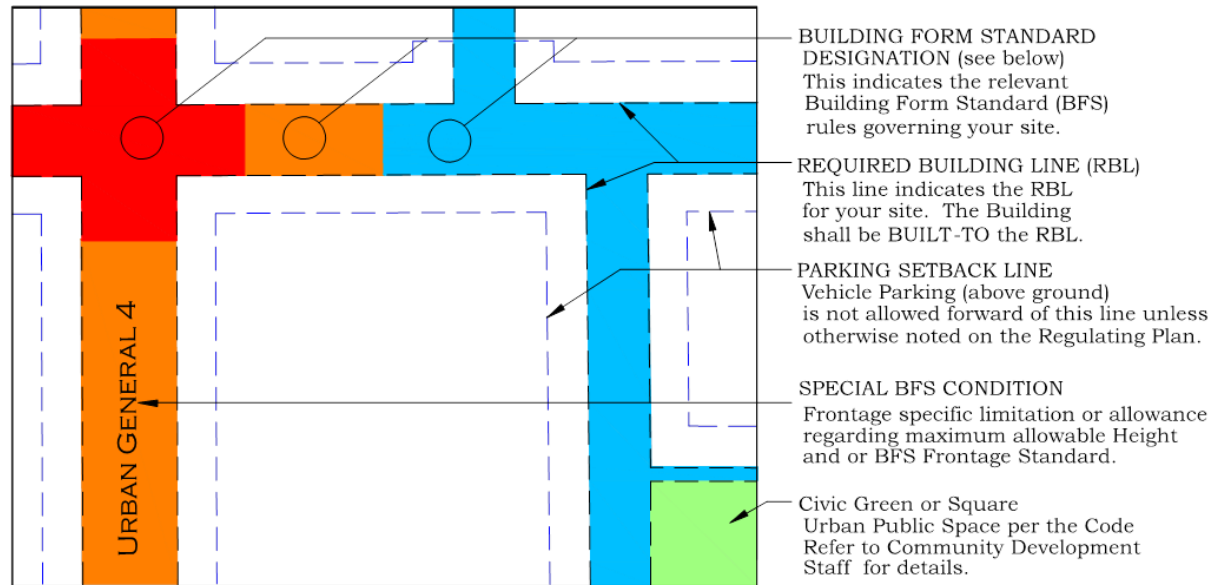 BUILDING FORM STANDARD
DESIGNATION (see below)
This indicates the relevant
Building Form Standard (BFS)
rules governing your site.
REQUIRED BUILDING LINE (RBL)
This line indicates the RBL
for your site. The Building
shall be BUILT-TO the RBL.
PARKING SETBACK LINE
Vehicle Parking (above ground)
is not allowed forward of this line unless
otherwise noted on the Regulating Plan.
SPECIAL BFS CONDITION
Frontage specific limitation or allowance
regarding maximum allowable Height
and or BFS Frontage Standard.
Civic Green or Square
Urban Public Space per the Code
Refer to Community Development
Staff for details.
URBAN GENERAL 4